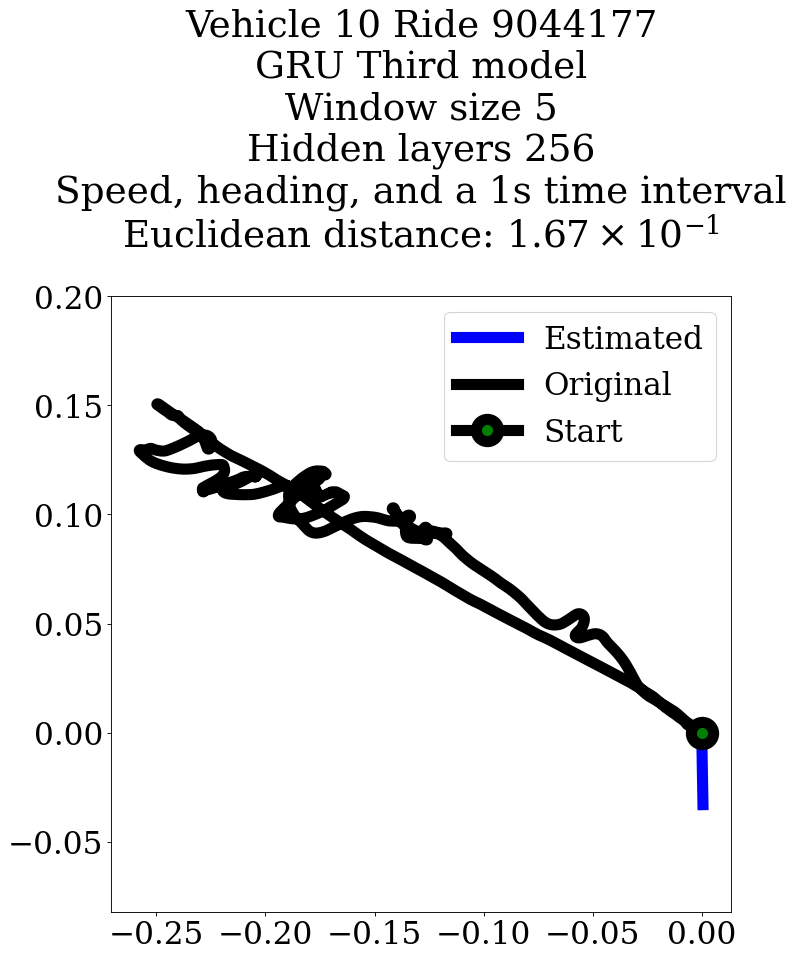 Vehicle 10 Ride 9044177
GRU Third model
Window size 5
Hidden layers 256
Speed, heading, and a 1s time interval
Euclidean distance: 1.67 × 10⁻¹
Estimated
Original
Start
0.20
0.15
0.10
0.05
0.00
−0.05
−0.25 −0.20 −0.15 −0.10 −0.05 0.00